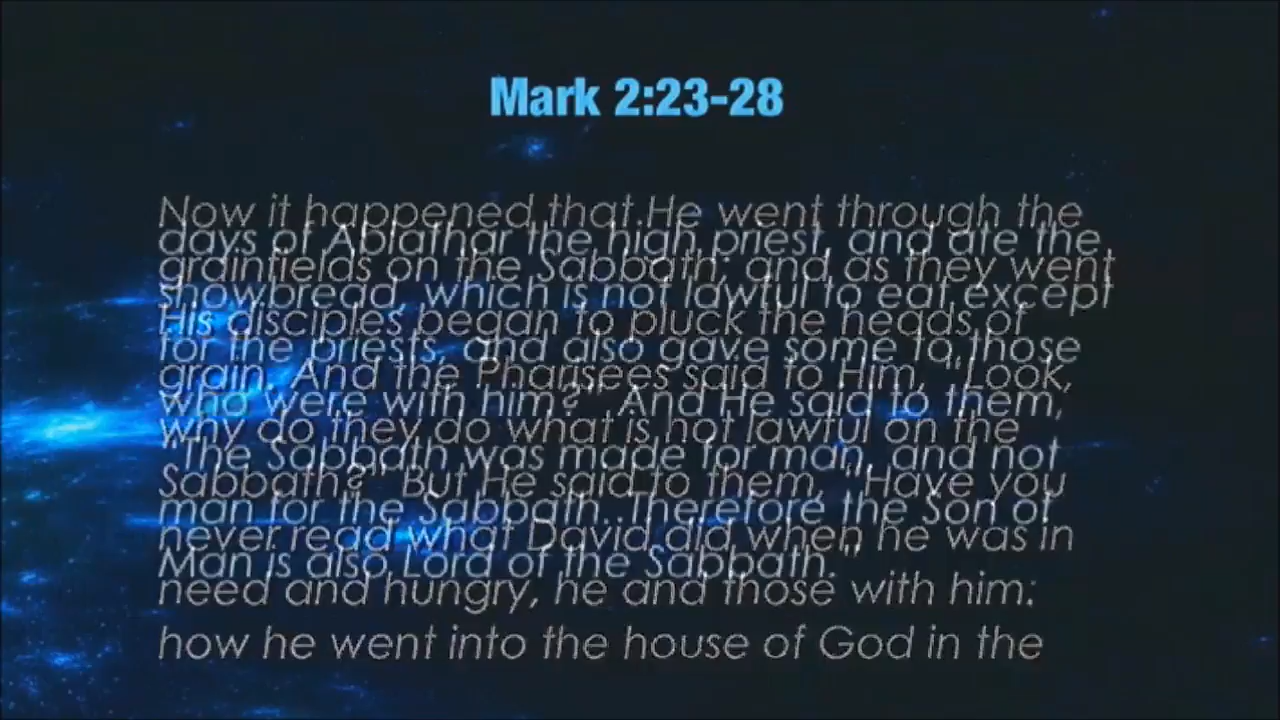 Mark 2:23-28
Now it happened that He went through the
days of Abiathar the high priest, and ate the
grainfields on the Sabbath; and as they went
showbread, which is not lawful to eat except
His disciples began to pluck the heads of
for the priests, and also gave some to those
grain. And the Pharisees said to Him, "Look,
who were with him?" And He said to them,
why do they do what is not lawful on the
"The Sabbath was made for man, and not
Sabbath?" But He said to them, "Have you
man for the Sabbath. Therefore the Son of
never read what David did when he was in
Man is also Lord of the Sabbath."
need and hungry, he and those with him:
how he went into the house of God in the